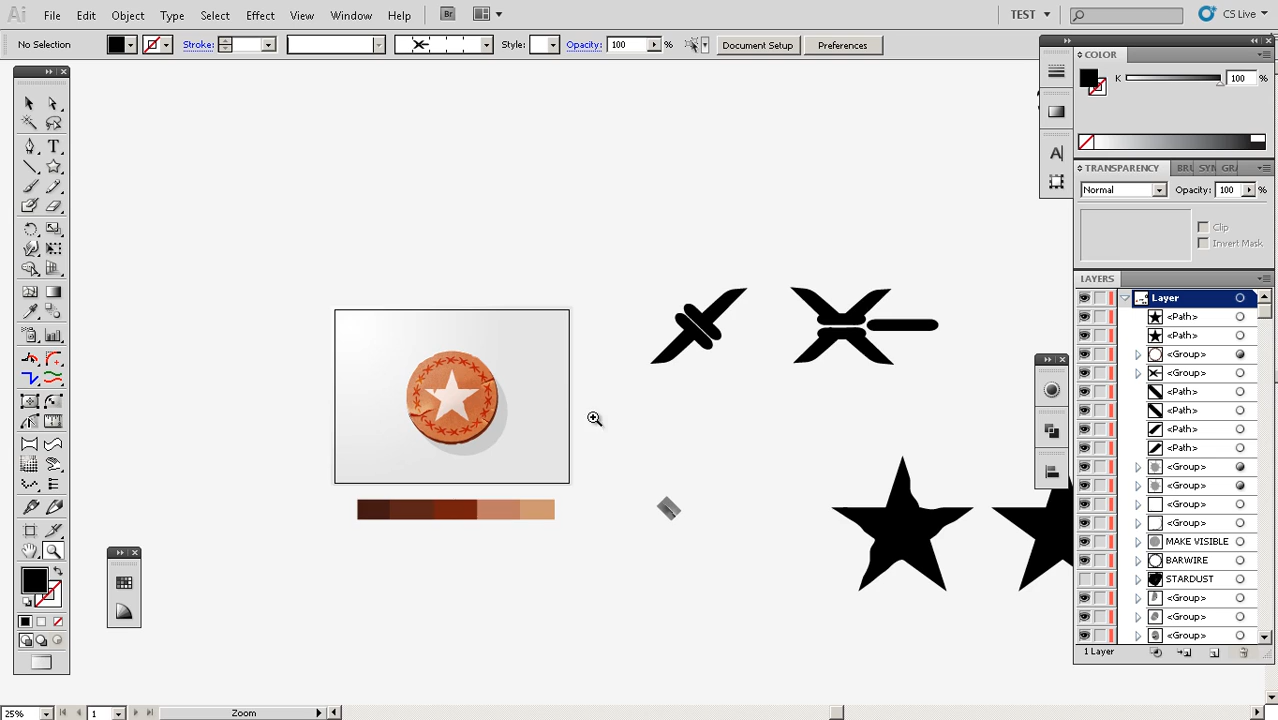 Ai File Edit Object Type Select Effect View Window Help Br TEST CS Live
No Selection Stroke: Style: Opacity: 100 % Document Setup Preferences
COLOR
K 100 %
TRANSPARENCY BRU SYM GRA
Normal Opacity: 100
Clip
Invert Mask
LAYERS
Layer
<Path>
<Path>
<Group>
<Group>
<Path>
<Path>
<Path>
<Path>
<Group>
<Group>
<Group>
<Group>
MAKE VISIBLE
BARWIRE
STARDUST
<Group>
<Group>
<Group>
1 Layer
25% 1 Zoom